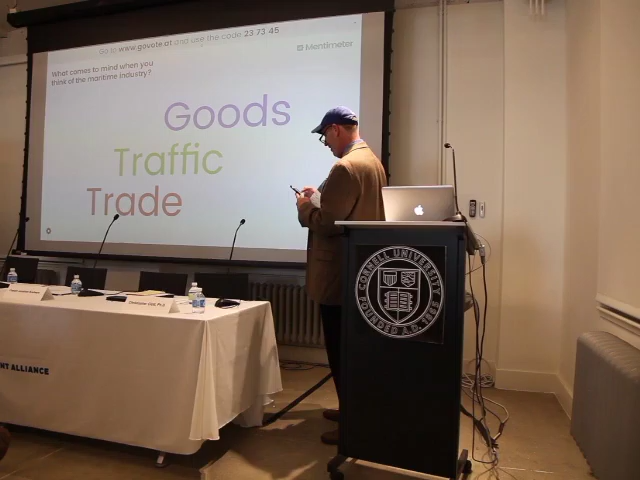 Go to www.govote.at and use the code 23 73 45
Mentimeter
What comes to mind when you
think of the maritime industry?
Goods
Traffic
Trade
NT ALLIANCE
CORNELL UNIVERSITY
FOUNDED A.D. 1865